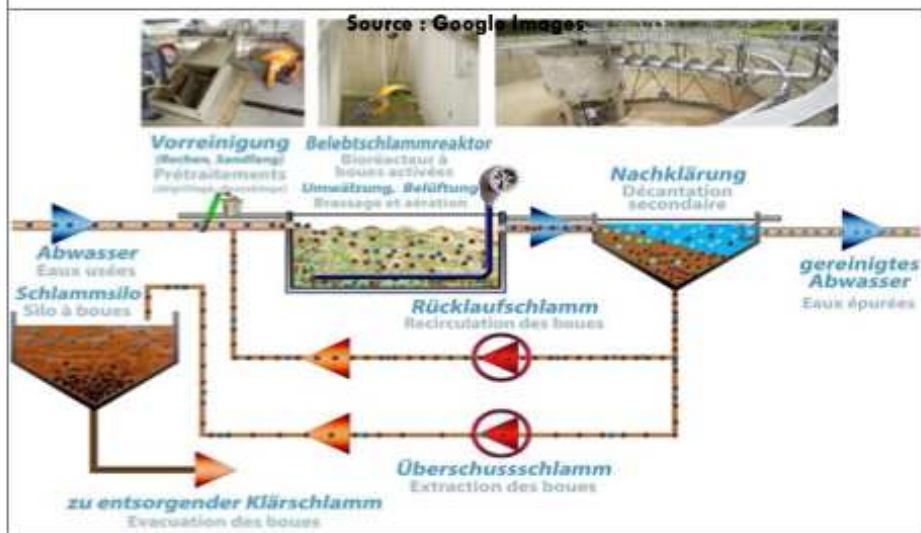 Source : Google Images
Vorreinigung
(Rechen, Sandfang)
Prétraitements
Belebtschlammreaktor
Bioréacteur à
boues activées
Umwälzung, Belüftung
Brassage et aération
Nachklärung
Décantation
secondaire
Abwasser
Eaux usées
gereinigtes
Abwasser
Eaux épurées
Schlammsilo
Silo à boues
Rücklaufschlamm
Recirculation des boues
Überschussschlamm
Extraction des boues
zu entsorgender Klärschlamm
Evacuation des boues